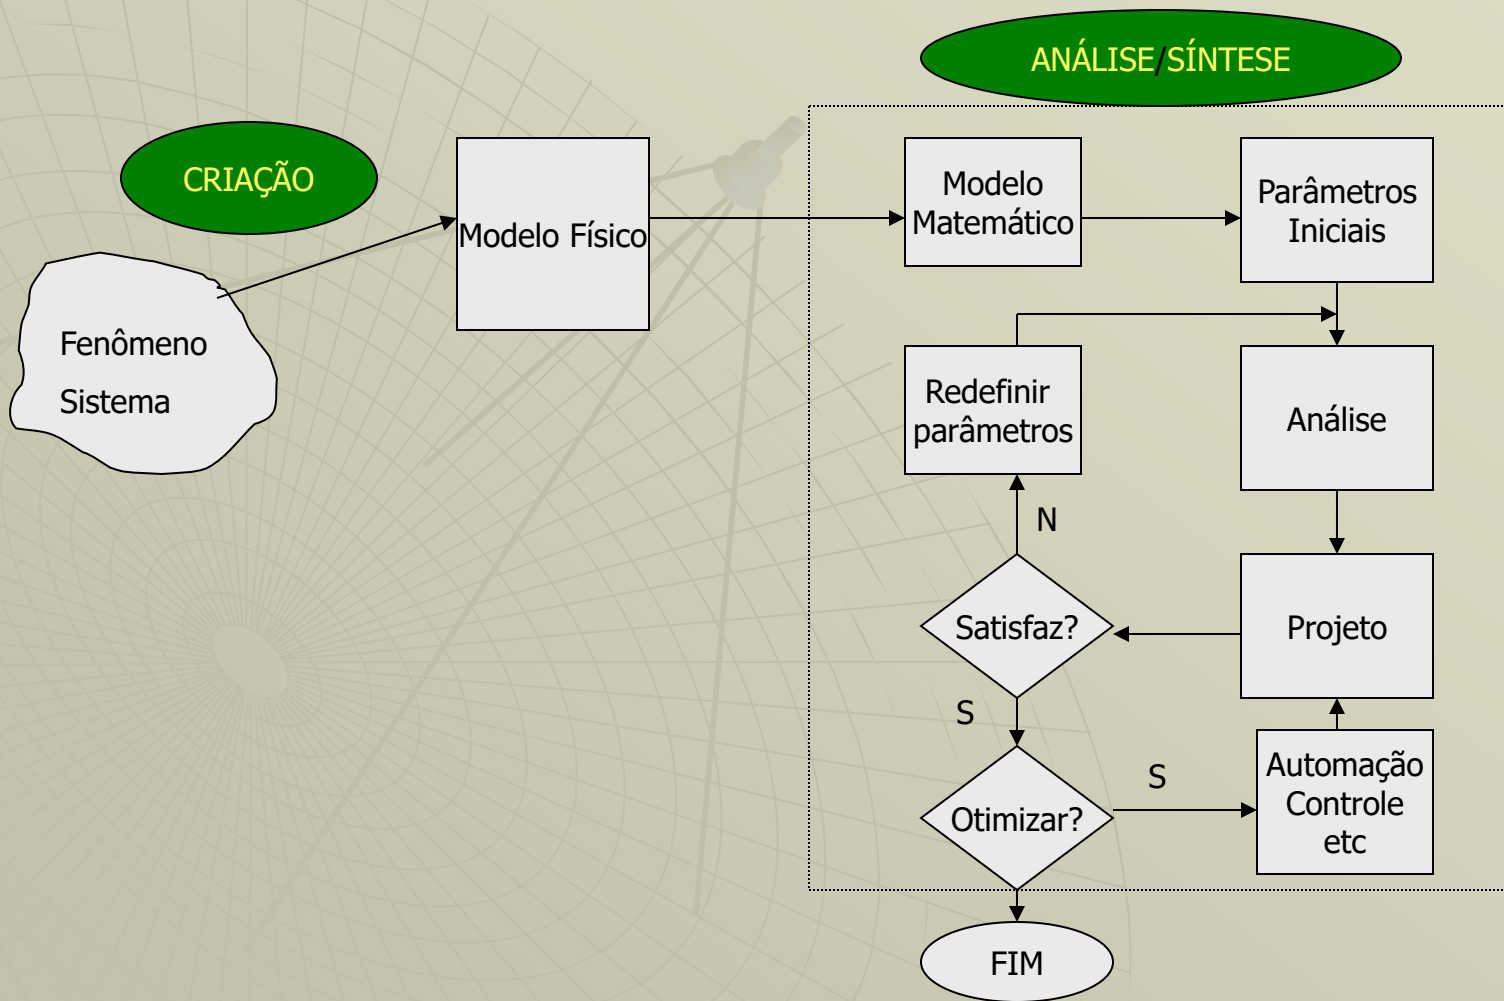 ANÁLISE/SÍNTESE
CRIAÇÃO
Fenômeno
Sistema
Modelo Físico
Modelo
Matemático
Parâmetros
Iniciais
Redefinir
parâmetros
Análise
N
Satisfaz?
Projeto
S
Otimizar?
S
Automação
Controle
etc
FIM